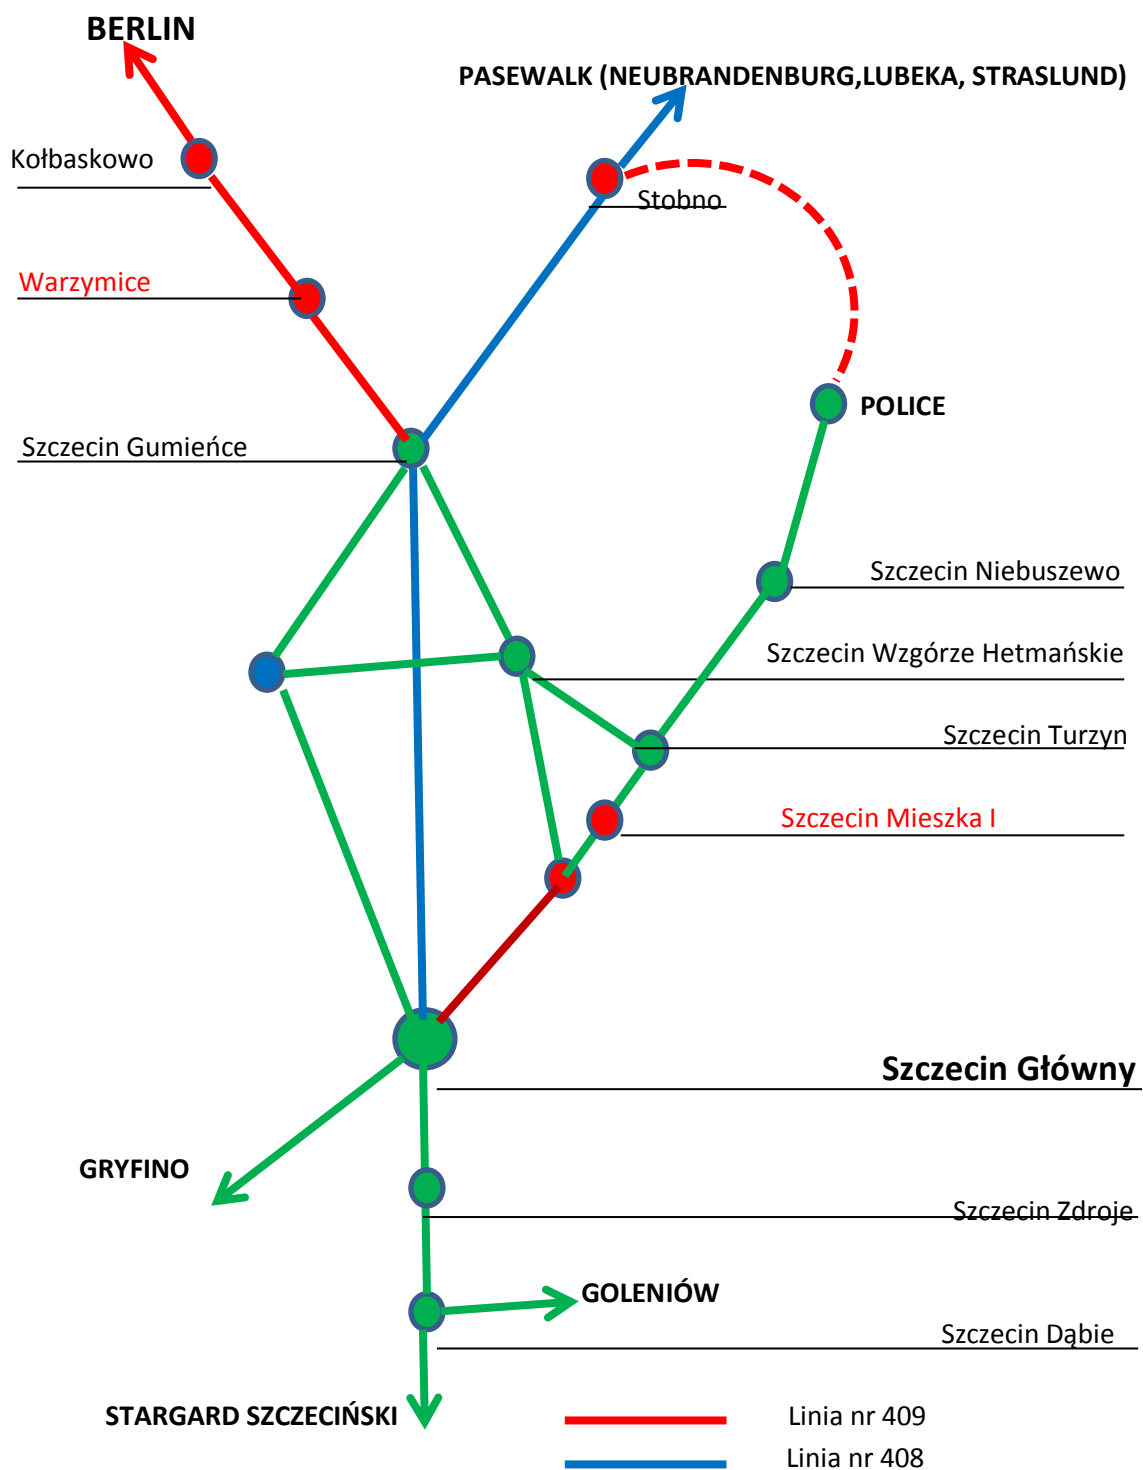 BERLIN
PASEWALK (NEUBRANDENBURG,LUBEKA, STRASLUND)
Kołbaskowo
Stobno
Warzymice
POLICE
Szczecin Gumieńce
Szczecin Niebuszewo
Szczecin Wzgórze Hetmańskie
Szczecin Turzyn
Szczecin Mieszka I
Szczecin Główny
GRYFINO
Szczecin Zdroje
GOLENIÓW
Szczecin Dąbie
STARGARD SZCZECIŃSKI
Linia nr 409
Linia nr 408